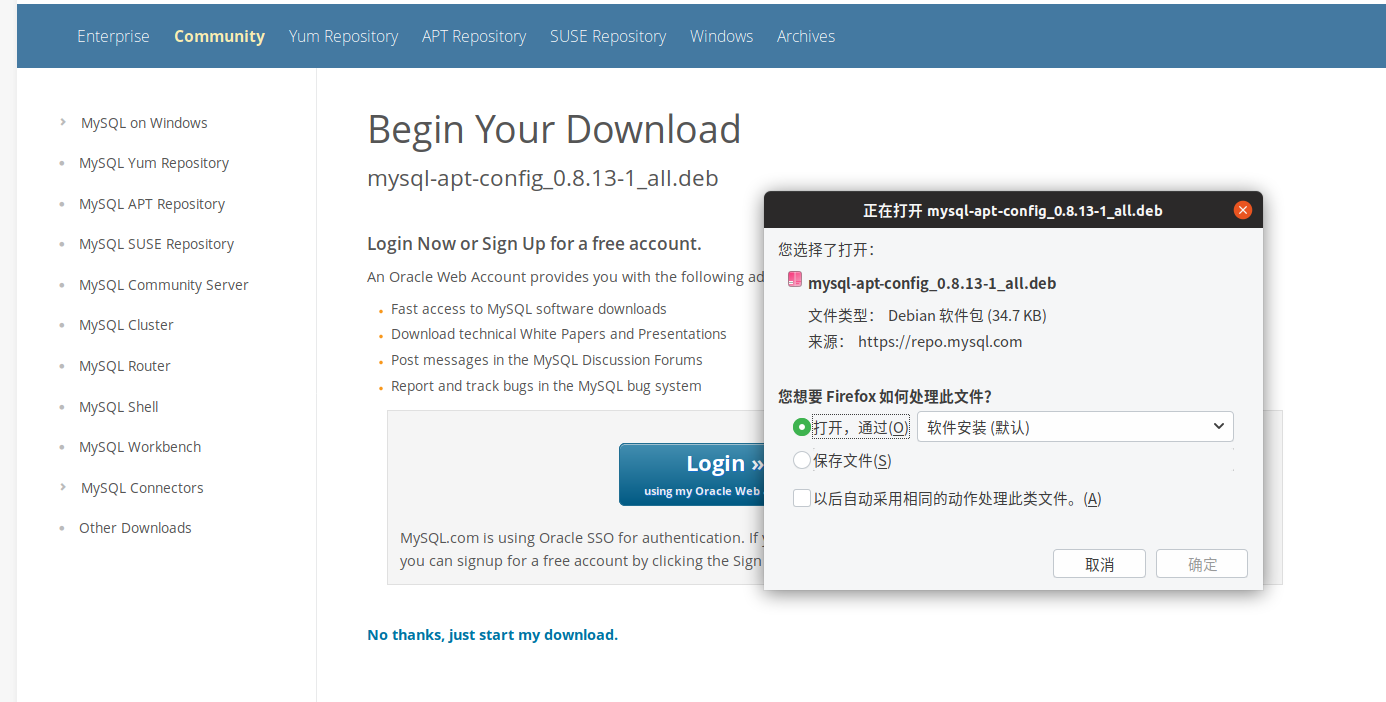 Enterprise Community Yum Repository APT Repository SUSE Repository Windows Archives
MySQL on Windows
MySQL Yum Repository
MySQL APT Repository
MySQL SUSE Repository
MySQL Community Server
MySQL Cluster
MySQL Router
MySQL Shell
MySQL Workbench
MySQL Connectors
Other Downloads
Begin Your Download
mysql-apt-config_0.8.13-1_all.deb
Login Now or Sign Up for a free account.
An Oracle Web Account provides you with the following ad
Fast access to MySQL software downloads
Download technical White Papers and Presentations
Post messages in the MySQL Discussion Forums
Report and track bugs in the MySQL bug system
Login »
using my Oracle Web
MySQL.com is using Oracle SSO for authentication. If
you can signup for a free account by clicking the Sign
No thanks, just start my download.
正在打开 mysql-apt-config_0.8.13-1_all.deb
您选择了打开：
mysql-apt-config_0.8.13-1_all.deb
文件类型： Debian 软件包 (34.7 KB)
来源： https://repo.mysql.com
您想要 Firefox 如何处理此文件？
打开，通过(O) 软件安装 (默认)
保存文件(S)
以后自动采用相同的动作处理此类文件。(A)
取消 确定